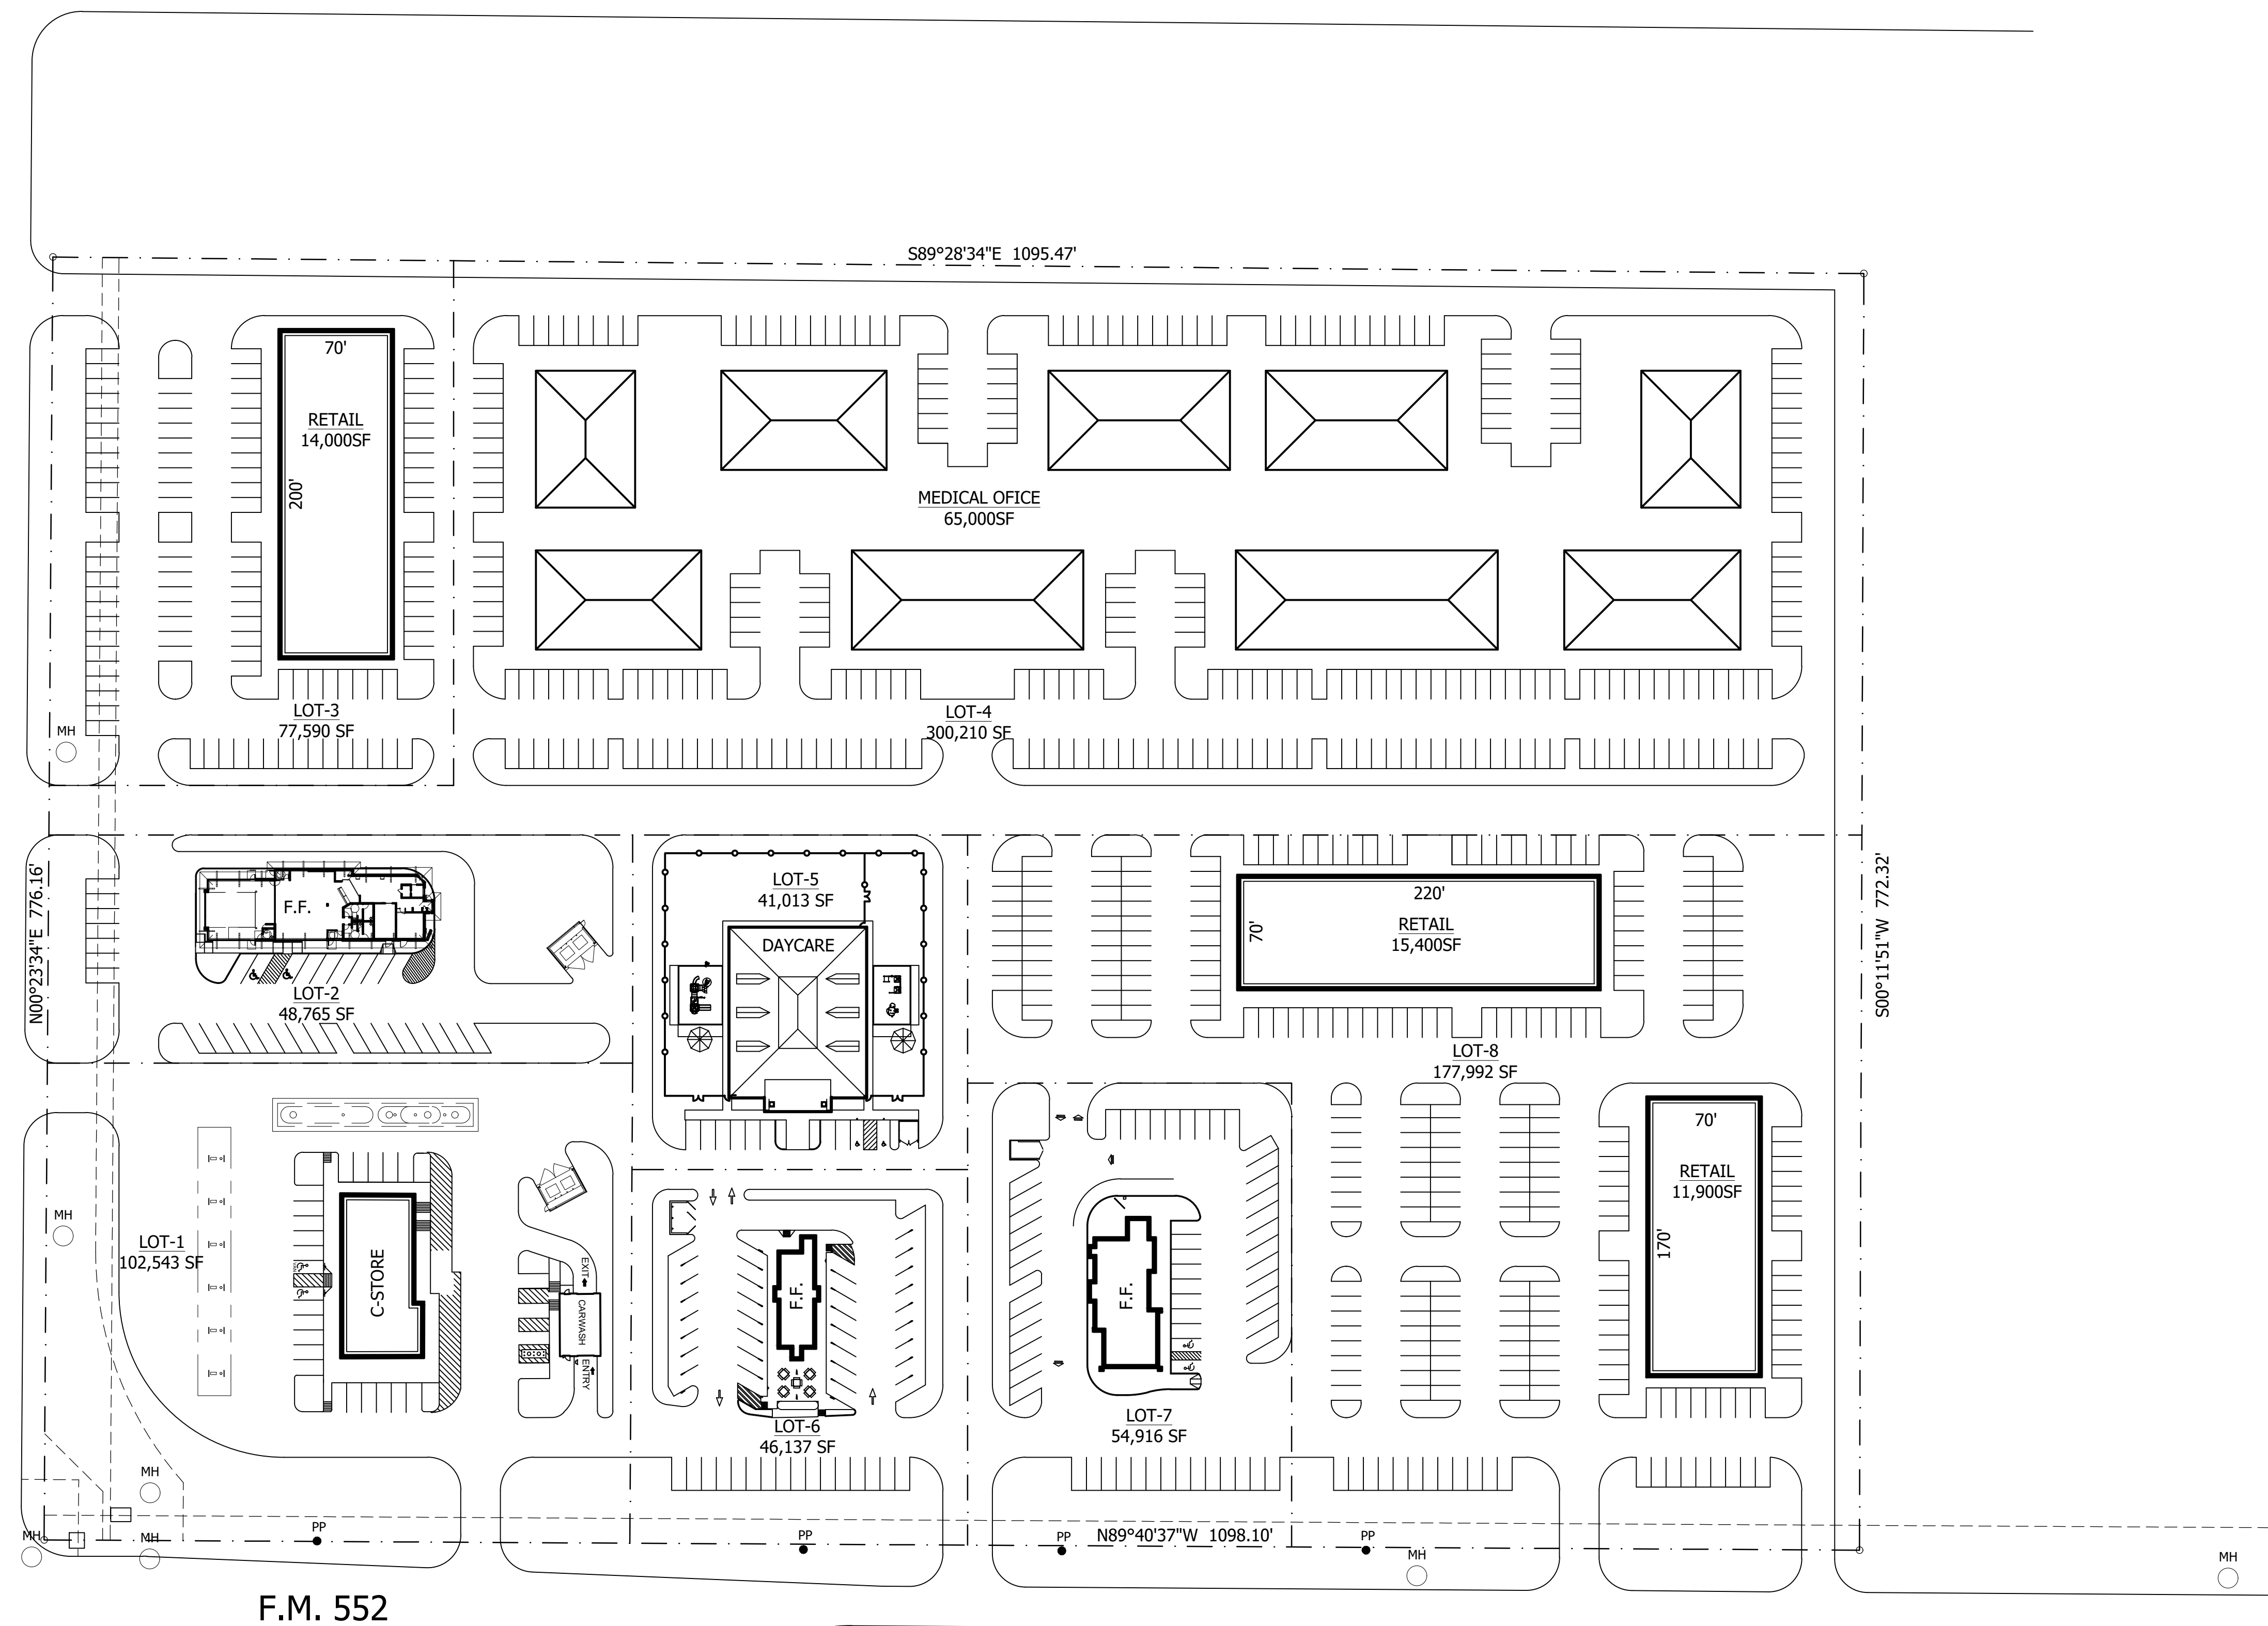 S89°28'34"E 1095.47'
70'
RETAIL
14,000SF
200'
MEDICAL OFICE
65,000SF
LOT-3
77,590 SF
LOT-4
300,210 SF
MH
N00°23'34"E 776.16'
F.F.
LOT-2
48,765 SF
LOT-5
41,013 SF
DAYCARE
220'
70'
RETAIL
15,400SF
S00°11'51"W 772.32'
LOT-8
177,992 SF
MH
LOT-1
102,543 SF
C-STORE
EXIT
CARWASH
ENTRY
F.F.
LOT-6
46,137 SF
F.F.
LOT-7
54,916 SF
70'
RETAIL
11,900SF
170'
MH
MH
MH
PP
PP
PP
N89°40'37"W 1098.10'
PP
MH
MH
F.M. 552